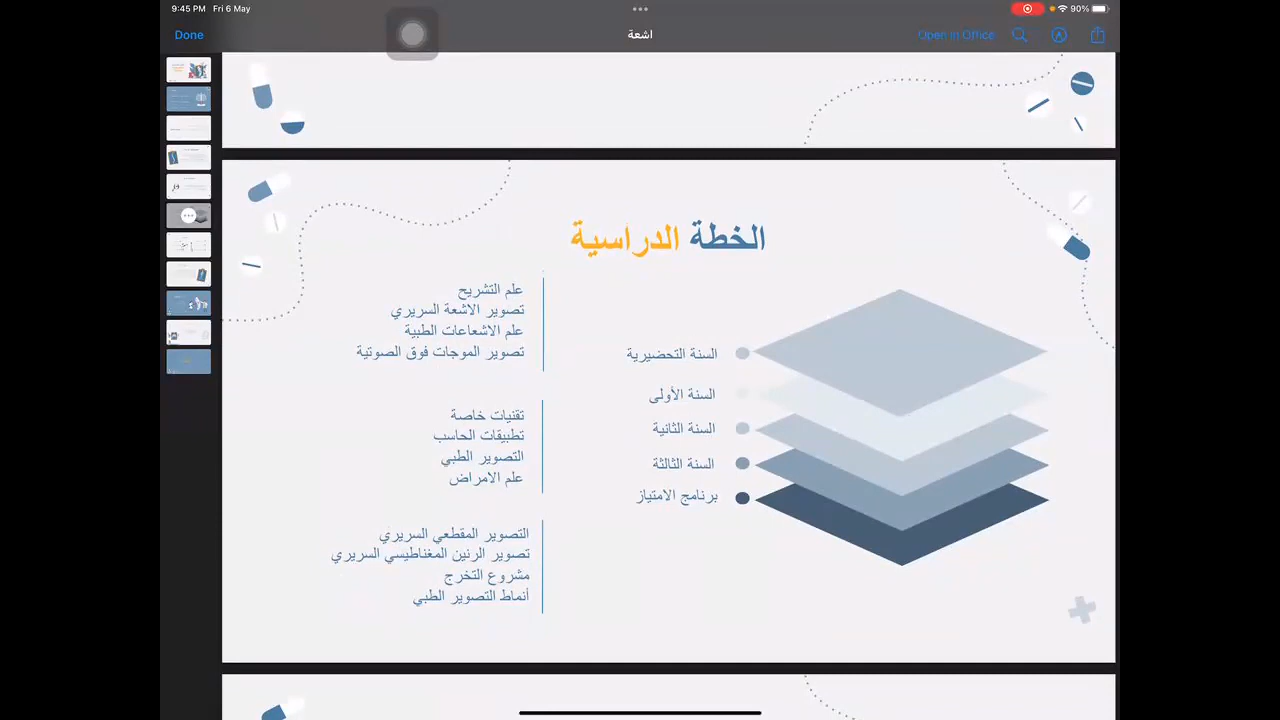 9:45 PM Fri 6 May
90%
Done
اشعة
Open in Office
الخطة الدراسية
السنة التحضيرية
السنة الأولى
السنة الثانية
السنة الثالثة
برنامج الامتياز
علم التشريح
تصوير الاشعة السريري
علم الاشعاعات الطبية
تصوير الموجات فوق الصوتية
تقنيات خاصة
تطبيقات الحاسب
التصوير الطبي
علم الامراض
التصوير المقطعي السريري
تصوير الرنين المغناطيسي السريري
مشروع التخرج
أنماط التصوير الطبي